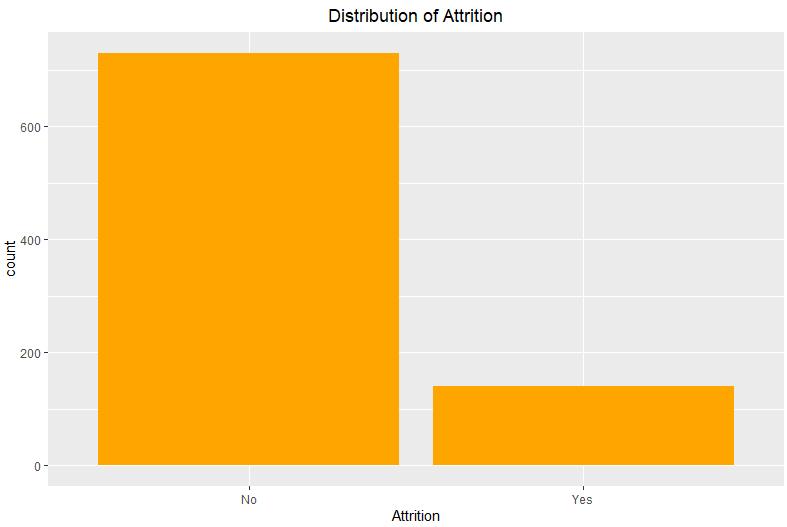 Distribution of Attrition
count
600
400
200
0
No
Yes
Attrition